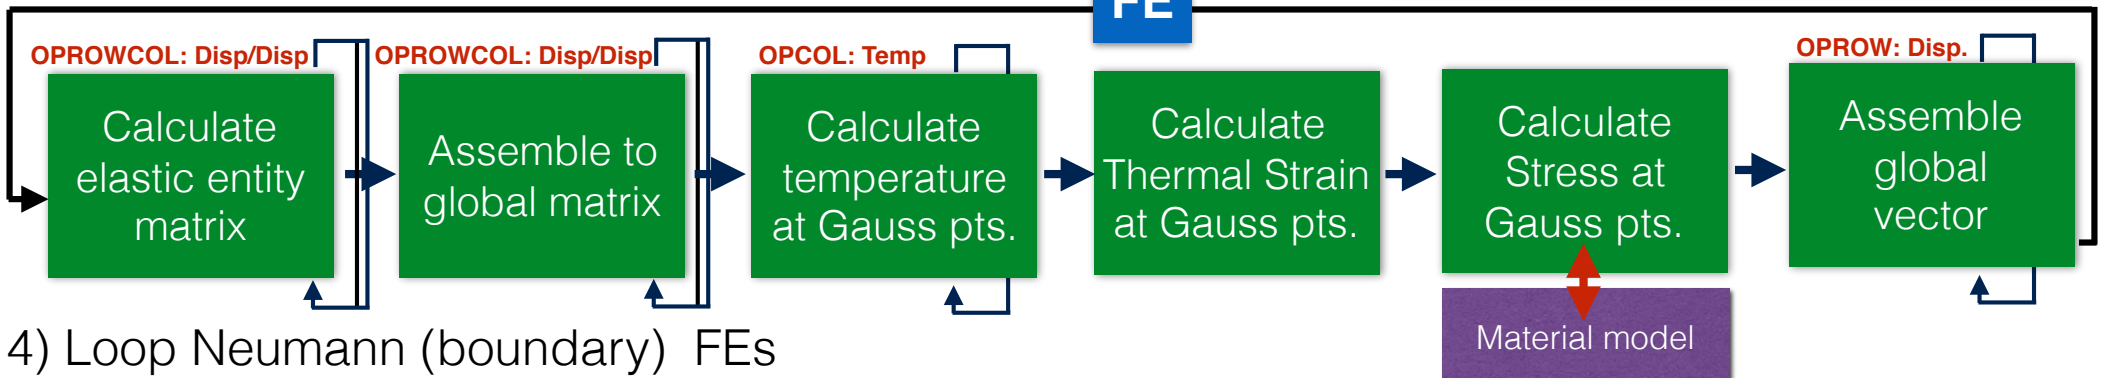 FE
OPROWCOL: Disp/Disp
OPROWCOL: Disp/Disp
OPCOL: Temp
OPROW: Disp.
Calculate
elastic entity
matrix
Assemble to
global matrix
Calculate
temperature
at Gauss pts.
Calculate
Thermal Strain
at Gauss pts.
Calculate
Stress at
Gauss pts.
Assemble
global
vector
Material model
4) Loop Neumann (boundary) FEs